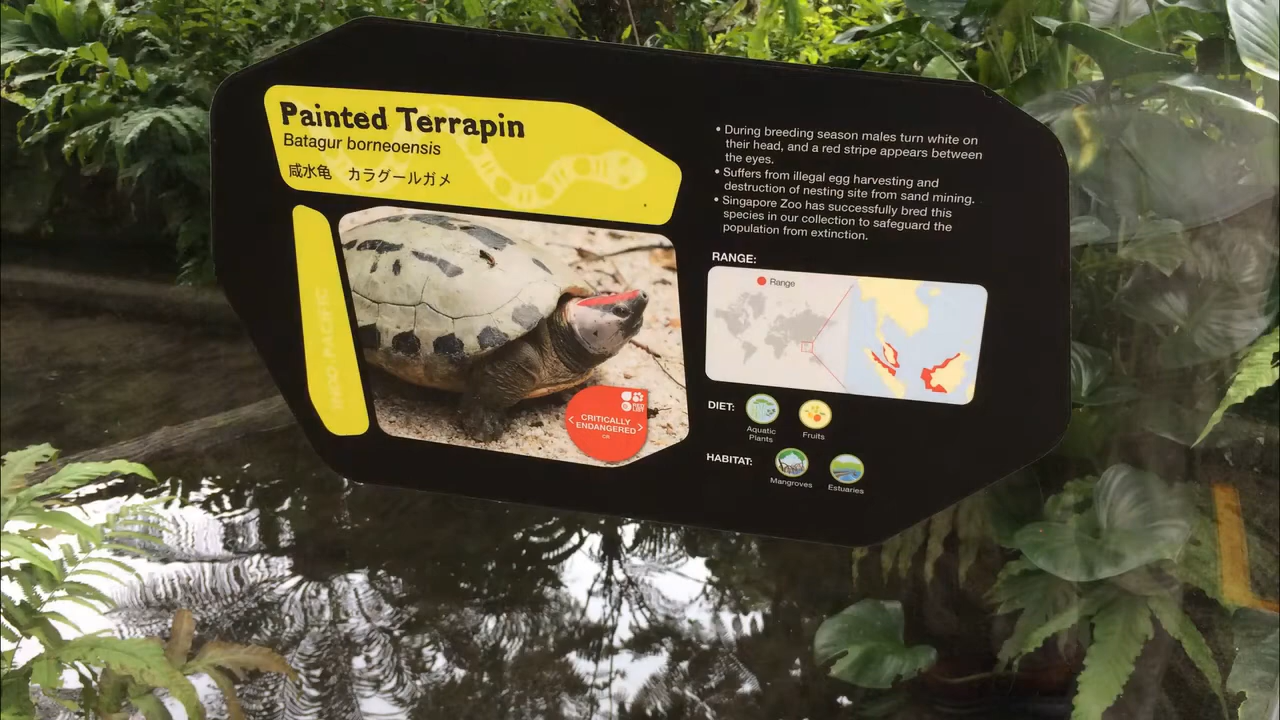 Painted Terrapin
Batagur borneoensis
咸水龟 カラグールガメ
INDO-PACIFIC
CRITICALLY
ENDANGERED
CR
• During breeding season males turn white on
their head, and a red stripe appears between
the eyes.
• Suffers from illegal egg harvesting and
destruction of nesting site from sand mining.
• Singapore Zoo has successfully bred this
species in our collection to safeguard the
population from extinction.
RANGE:
Range
DIET:
Aquatic
Plants
Fruits
HABITAT:
Mangroves
Estuaries